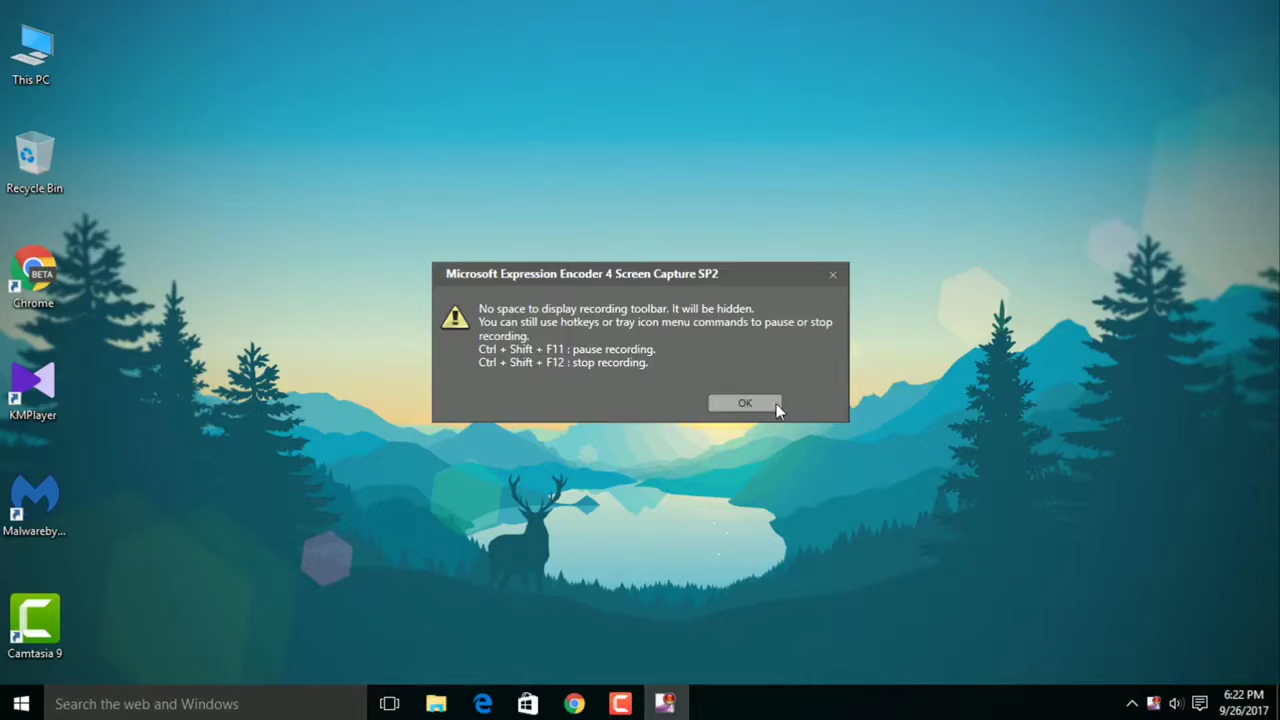 This PC
Recycle Bin
BETA
Chrome
KMPlayer
Malwareby...
Camtasia 9
Microsoft Expression Encoder 4 Screen Capture SP2
No space to display recording toolbar. It will be hidden.
You can still use hotkeys or tray icon menu commands to pause or stop
recording.
Ctrl + Shift + F11 : pause recording.
Ctrl + Shift + F12 : stop recording.
OK
Search the web and Windows
6:22 PM
9/26/2017